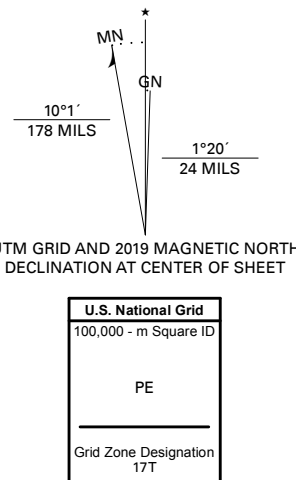 ★
MN
GN
10°1´
178 MILS
1°20´
24 MILS
UTM GRID AND 2019 MAGNETIC NORTH
DECLINATION AT CENTER OF SHEET
U.S. National Grid
100,000 - m Square ID
PE
Grid Zone Designation
17T